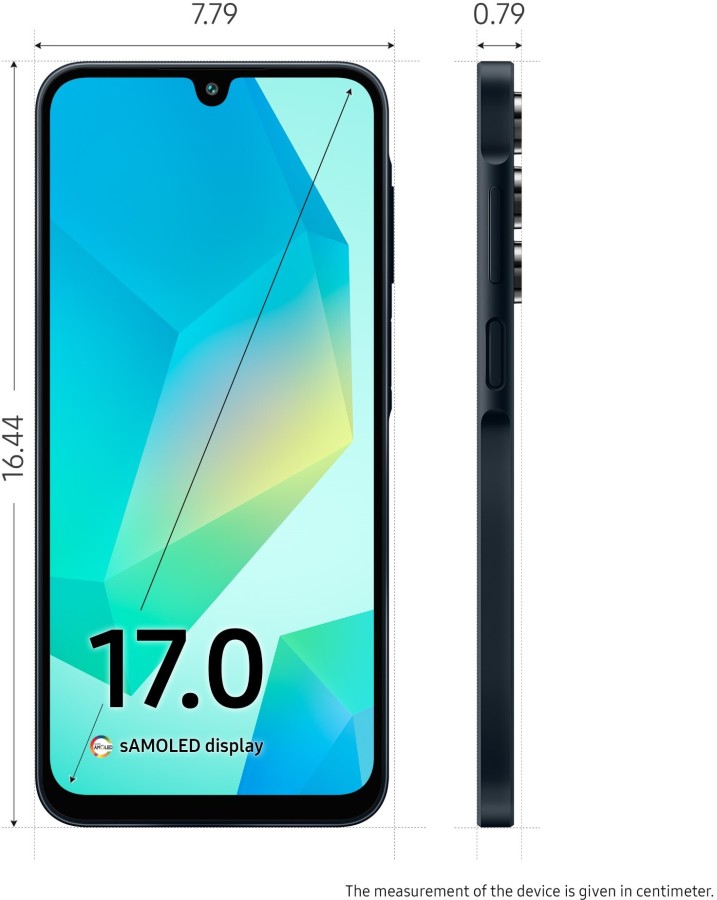 7.79
0.79
16.44
17.0
AMOLED
sAMOLED display
The measurement of the device is given in centimeter.